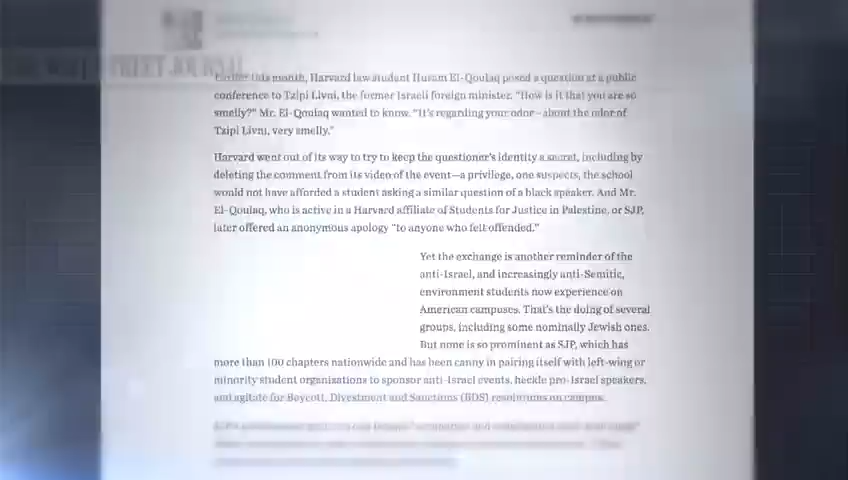 THE WALL STREET JOURNAL
Earlier this month, Harvard law student Husam El-Qoulaq posed a question at a public
conference to Tzipi Livni, the former Israeli foreign minister. “How is it that you are so
smelly?” Mr. El-Qoulaq wanted to know. “It’s regarding your odor—about the odor of
Tzipi Livni, very smelly.”
Harvard went out of its way to try to keep the questioner’s identity a secret, including by
deleting the comment from its video of the event—a privilege, one suspects, the school
would not have afforded a student asking a similar question of a black speaker. And Mr.
El-Qoulaq, who is active in a Harvard affiliate of Students for Justice in Palestine, or SJP,
later offered an anonymous apology “to anyone who felt offended.”
Yet the exchange is another reminder of the
anti-Israel, and increasingly anti-Semitic,
environment students now experience on
American campuses. That’s the doing of several
groups, including some nominally Jewish ones.
But none is so prominent as SJP, which has
more than 100 chapters nationwide and has been canny in pairing itself with left-wing or
minority student organizations to sponsor anti-Israel events, heckle pro-Israel speakers,
and agitate for Boycott, Divestment and Sanctions (BDS) resolutions on campus.